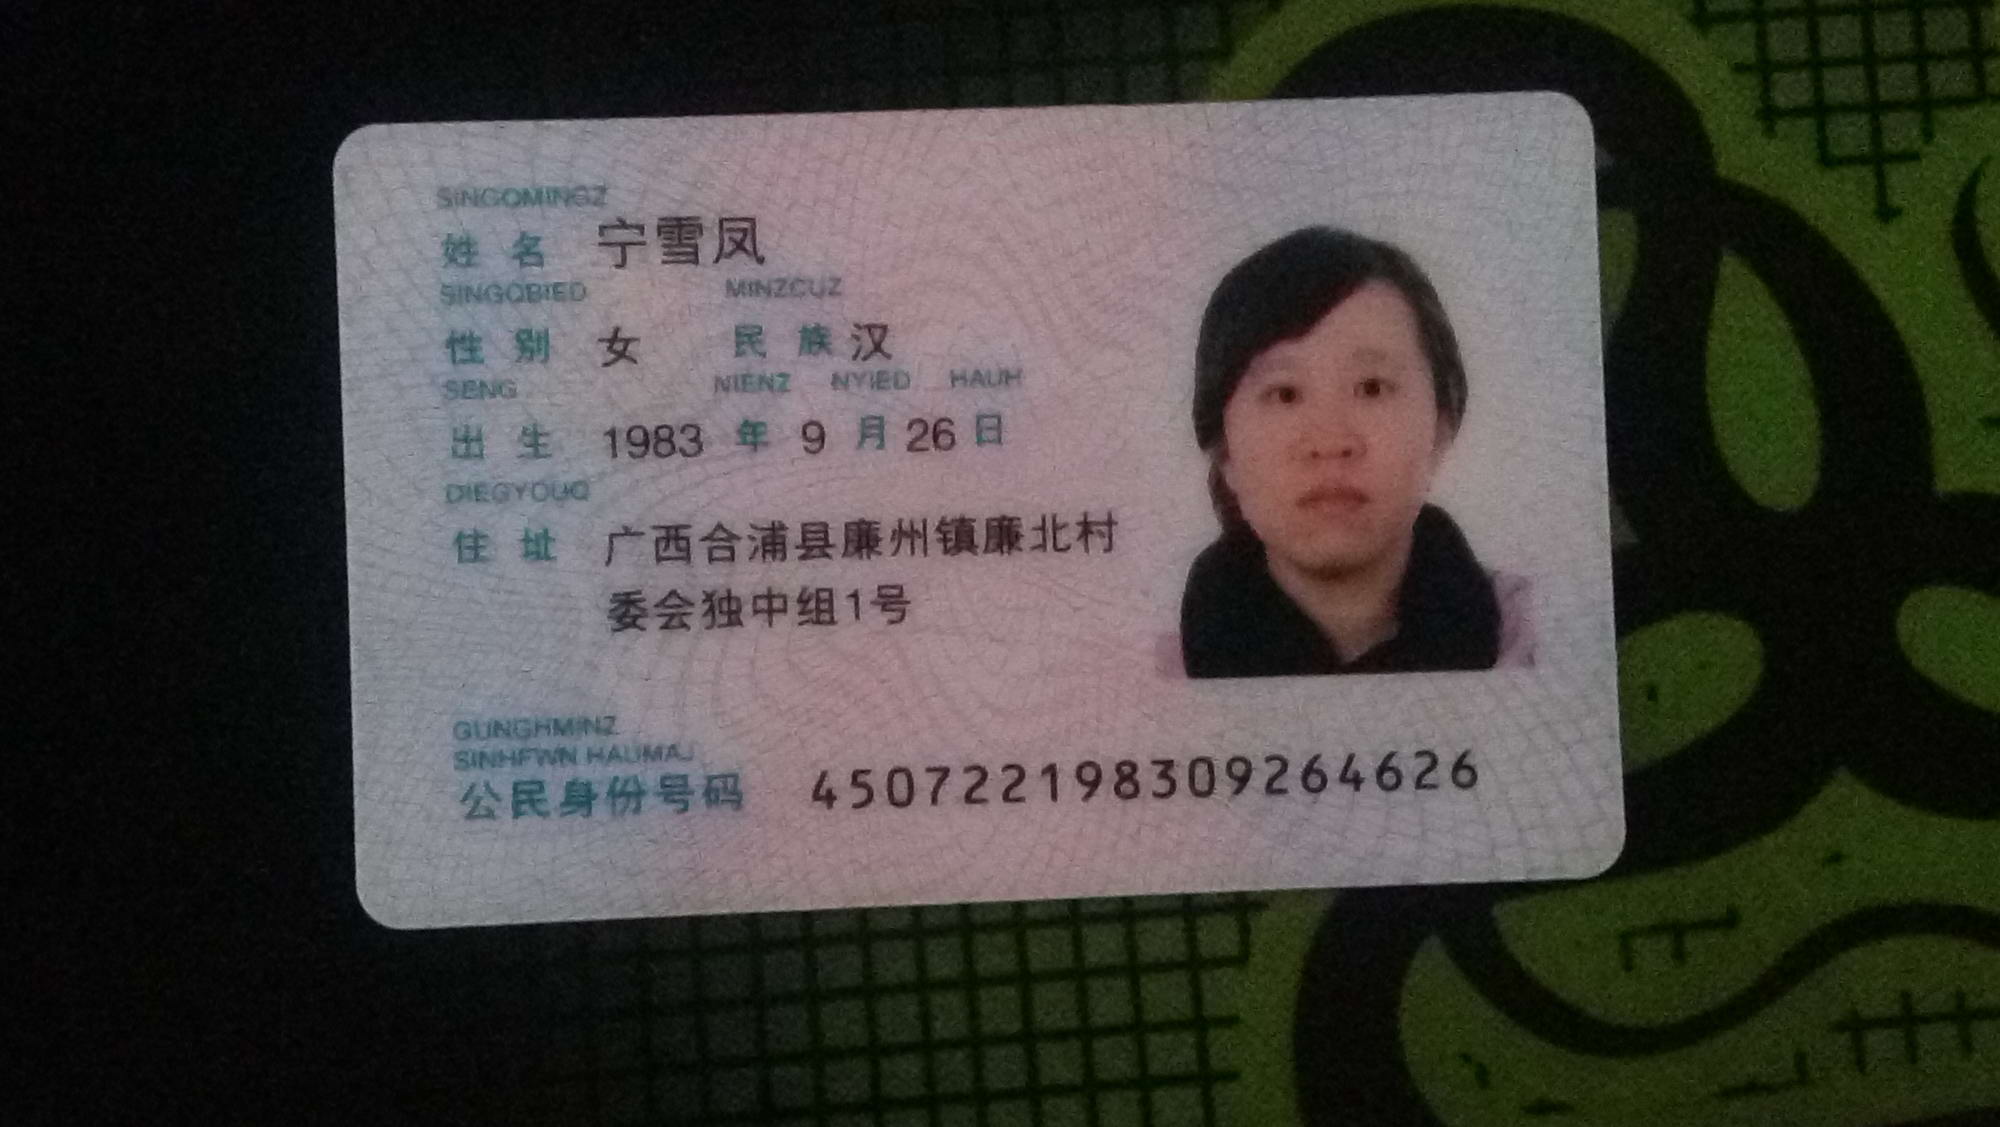 SINGQMINGZ
姓 名 宁雪凤
SINGQBIED MINZCUZ
性 别 女 民 族 汉
SENG NIENZ NYIED HAUH
出 生 1983 年 9 月 26 日
DIEGYOUQ
住 址 广西合浦县廉州镇廉北村
委会独中组1号
GUNGHMINZ
SINHFWN HAUMAJ
公民身份号码 450722198309264626